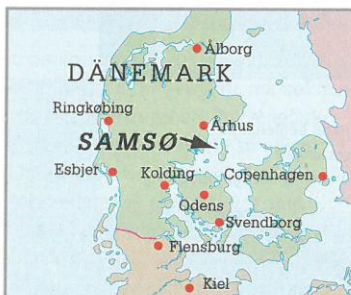 Ålborg
DÄNEMARK
Ringkøbing
Århus
SAMSØ
Esbjer
Kolding
Copenhagen
Odens
Svendborg
Flensburg
Kiel